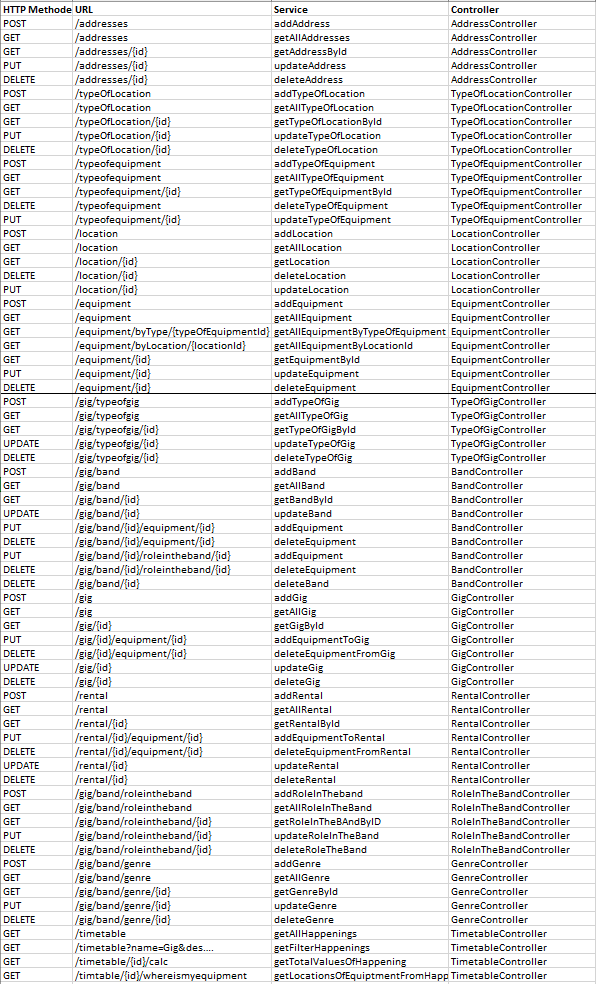 HTTP Methode URL Service Controller
POST /addresses addAddress AddressController
GET /addresses getAllAddresses AddressController
GET /addresses/{id} getAddressById AddressController
PUT /addresses/{id} updateAddress AddressController
DELETE /addresses/{id} deleteAddress AddressController
POST /typeOfLocation addTypeOfLocation TypeOfLocationController
GET /typeOfLocation getAllTypeOfLocation TypeOfLocationController
GET /typeOfLocation/{id} getTypeOfLocationById TypeOfLocationController
PUT /typeOfLocation/{id} updateTypeOfLocation TypeOfLocationController
DELETE /typeOfLocation/{id} deleteTypeOfLocation TypeOfLocationController
POST /typeofequipment addTypeOfEquipment TypeOfEquipmentController
GET /typeofequipment getAllTypeOfEquipment TypeOfEquipmentController
GET /typeofequipment/{id} getTypeOfEquipmentById TypeOfEquipmentController
DELETE /typeofequipment deleteTypeOfEquipment TypeOfEquipmentController
PUT /typeofequipment/{id} updateTypeOfEquipment TypeOfEquipmentController
POST /location addLocation LocationController
GET /location getAllLocation LocationController
GET /location/{id} getLocation LocationController
DELETE /location/{id} deleteLocation LocationController
PUT /location/{id} updateLocation LocationController
POST /equipment addEquipment EquipmentController
GET /equipment getAllEquipment EquipmentController
GET /equipment/byType/{typeOfEquipmentId} getAllEquipmentByTypeOfEquipment EquipmentController
GET /equipment/byLocation/{locationId} getAllEquipmentByLocationId EquipmentController
GET /equipment/{id} getEquipmentById EquipmentController
PUT /equipment/{id} updateEquipment EquipmentController
DELETE /equipment/{id} deleteEquipment EquipmentController
POST /gig/typeofgig addTypeOfGig TypeOfGigController
GET /gig/typeofgig getAllTypeOfGig TypeOfGigController
GET /gig/typeofgig/{id} getTypeOfGigById TypeOfGigController
UPDATE /gig/typeofgig/{id} updateTypeOfGig TypeOfGigController
DELETE /gig/typeofgig/{id} deleteTypeOfGig TypeOfGigController
POST /gig/band addBand BandController
GET /gig/band getAllBand BandController
GET /gig/band/{id} getBandById BandController
UPDATE /gig/band/{id} updateBand BandController
PUT /gig/band/{id}/equipment/{id} addEquipment BandController
DELETE /gig/band/{id}/equipment/{id} deleteEquipment BandController
PUT /gig/band/{id}/roleintheband/{id} addEquipment BandController
DELETE /gig/band/{id}/roleintheband/{id} deleteEquipment BandController
DELETE /gig/band/{id} deleteBand BandController
POST /gig addGig GigController
GET /gig getAllGig GigController
GET /gig/{id} getGigById GigController
PUT /gig/{id}/equipment/{id} addEquipmentToGig GigController
DELETE /gig/{id}/equipment/{id} deleteEquipmentFromGig GigController
UPDATE /gig/{id} updateGig GigController
DELETE /gig/{id} deleteGig GigController
POST /rental addRental RentalController
GET /rental getAllRental RentalController
GET /rental/{id} getRentalById RentalController
PUT /rental/{id}/equipment/{id} addEquipmentToRental RentalController
DELETE /rental/{id}/equipment/{id} deleteEquipmentFromRental RentalController
UPDATE /rental/{id} updateRental RentalController
DELETE /rental/{id} deleteRental RentalController
POST /gig/band/roleintheband addRoleInTheband RoleInTheBandController
GET /gig/band/roleintheband getAllRoleInTheBand RoleInTheBandController
GET /gig/band/roleintheband/{id} getRoleInTheBAndByID RoleInTheBandController
PUT /gig/band/roleintheband/{id} updateRoleInTheBand RoleInTheBandController
DELETE /gig/band/roleintheband/{id} deleteRoleTheBand RoleInTheBandController
POST /gig/band/genre addGenre GenreController
GET /gig/band/genre getAllGenre GenreController
GET /gig/band/genre/{id} getGenreById GenreController
PUT /gig/band/genre/{id} updateGenre GenreController
DELETE /gig/band/genre/{id} deleteGenre GenreController
GET /timetable getAllHappenings TimetableController
GET /timetable?name=Gig&des.... getFilterHappenings TimetableController
GET /timetable/{id}/calc getTotalValuesOfHappening TimetableController
GET /timtable/{id}/whereismyequipment getLocationsOfEquiptmentFromHapp TimetableController